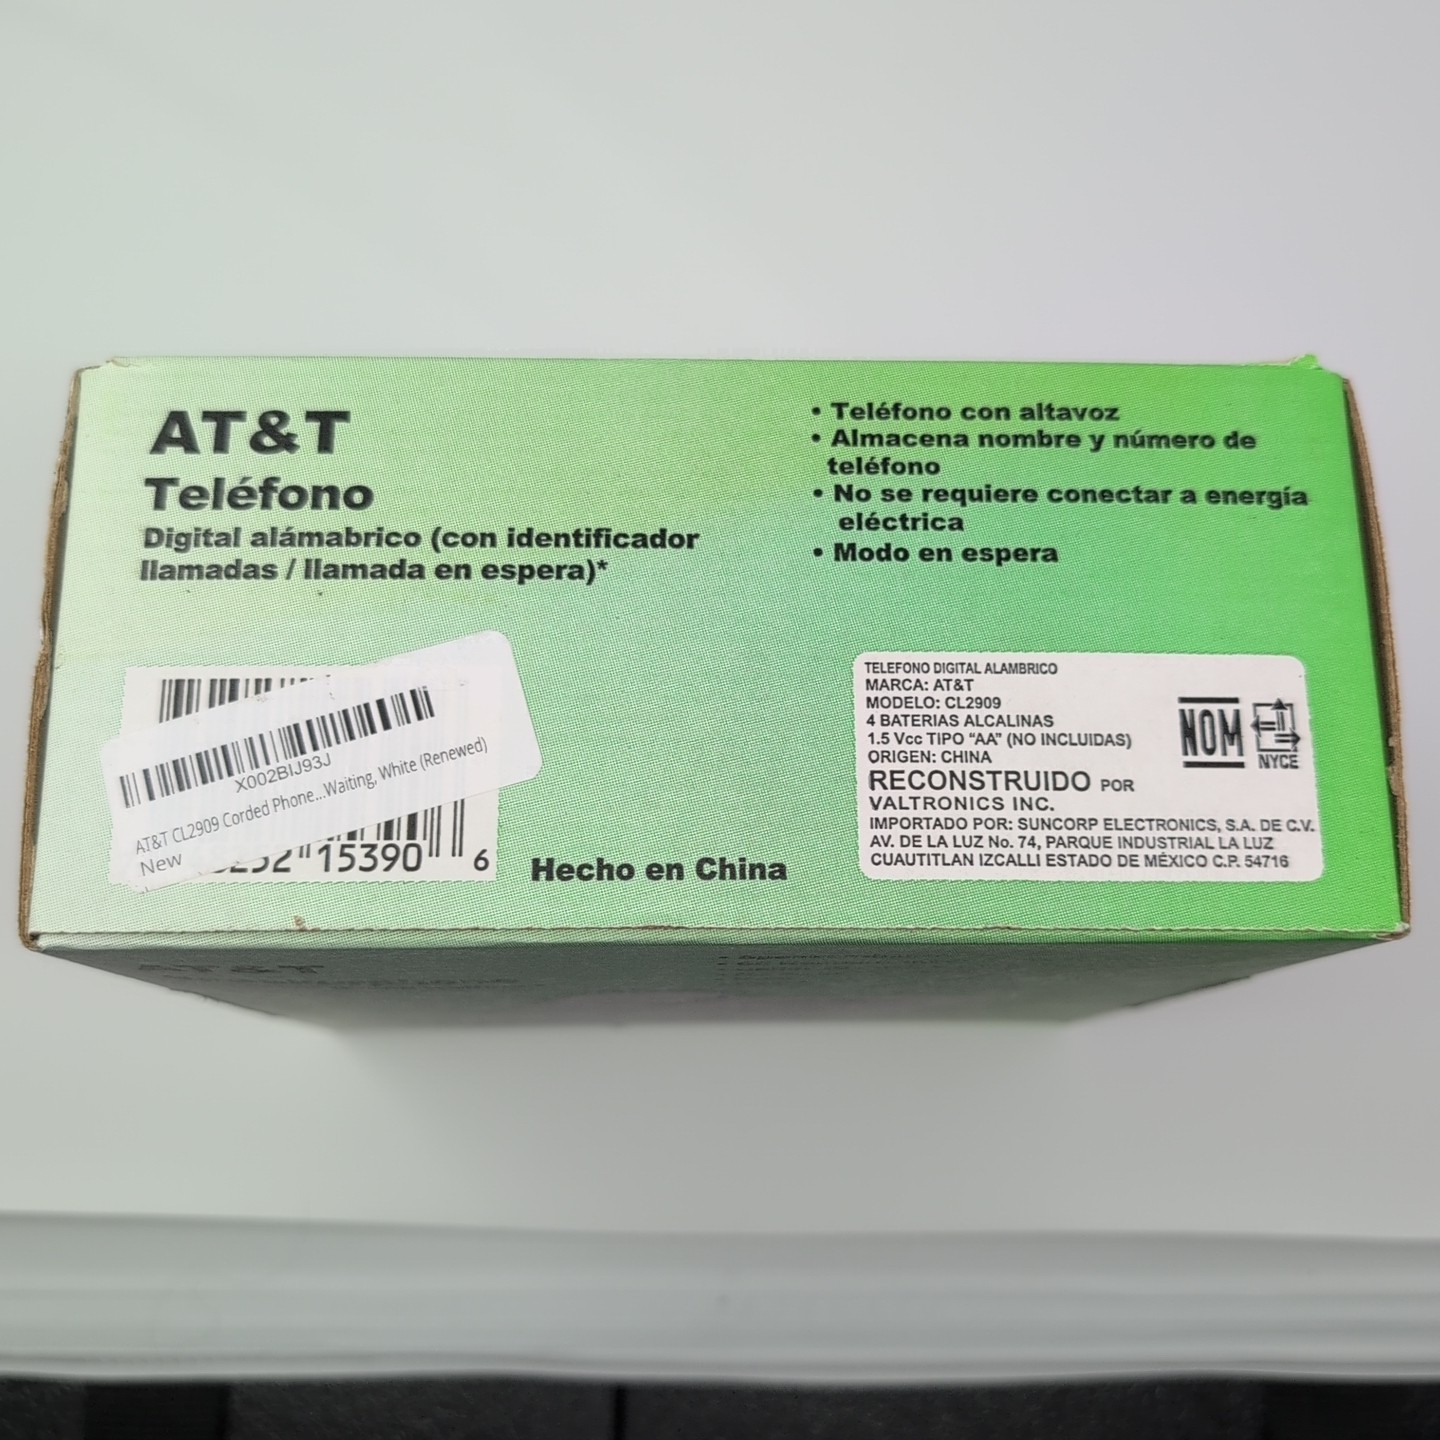 AT&T
Teléfono
Digital alámabrico (con identificador
llamadas / llamada en espera)*
• Teléfono con altavoz
• Almacena nombre y número de
teléfono
• No se requiere conectar a energía
eléctrica
• Modo en espera
X002BIJ93J
AT&T CL2909 Corded Phone...Waiting, White (Renewed)
New
15390
6
Hecho en China
TELEFONO DIGITAL ALAMBRICO
MARCA: AT&T
MODELO: CL2909
4 BATERIAS ALCALINAS
1.5 Vcc TIPO “AA” (NO INCLUIDAS)
ORIGEN: CHINA
RECONSTRUIDO POR
VALTRONICS INC.
IMPORTADO POR: SUNCORP ELECTRONICS, S.A. DE C.V.
AV. DE LA LUZ No. 74, PARQUE INDUSTRIAL LA LUZ
CUAUTITLAN IZCALLI ESTADO DE MÉXICO C.P. 54716
NOM
NYCE
AT&T